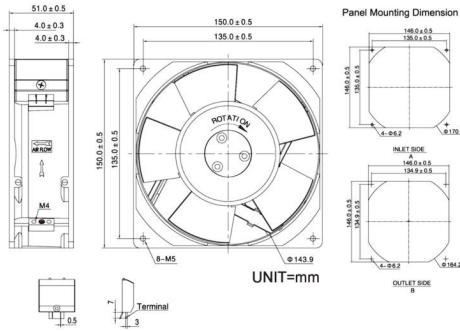 51.0±0.5
4.0±0.3
4.0±0.3
AIR FLOW
M4
150.0±0.5
135.0±0.5
150.0±0.5
135.0±0.5
ROTATION
8-M5
Φ143.9
UNIT=mm
0.5
7
Terminal
3
Panel Mounting Dimension
146.0±0.5
135.0±0.5
146.0±0.5
135.0±0.5
4-Φ6.2
Φ170.
INLET SIDE
A
146.0±0.5
134.9±0.5
146.0±0.5
134.9±0.5
4-Φ6.2
Φ164.2
OUTLET SIDE
B